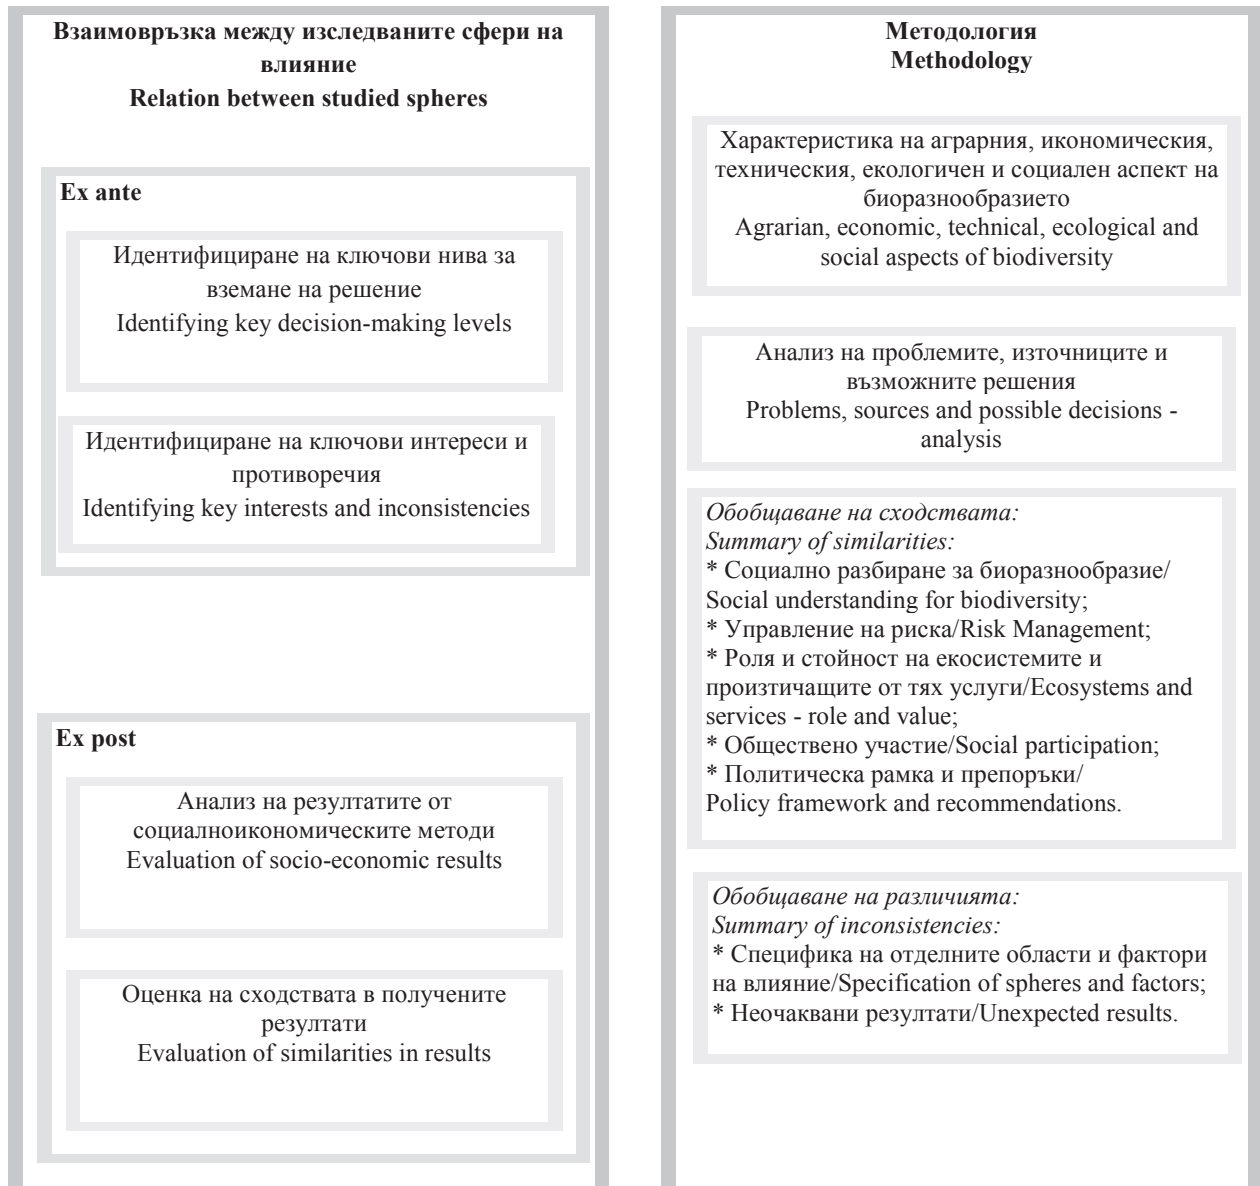 Взаимовръзка между изследваните сфери на
влияние
Relation between studied spheres
Ex ante
Идентифициране на ключови нива за
вземане на решение
Identifying key decision-making levels
Идентифициране на ключови интереси и
противоречия
Identifying key interests and inconsistencies
Ex post
Анализ на резултатите от
социалноикономическите методи
Evaluation of socio-economic results
Оценка на сходствата в получените
резултати
Evaluation of similarities in results
Методология
Methodology
Характеристика на аграрния, икономическия,
техническия, екологичен и социален аспект на
биоразнообразието
Agrarian, economic, technical, ecological and
social aspects of biodiversity
Анализ на проблемите, източниците и
възможните решения
Problems, sources and possible decisions -
analysis
Обобщаване на сходствата:
Summary of similarities:
* Социално разбиране за биоразнообразие/
Social understanding for biodiversity;
* Управление на риска/Risk Management;
* Роля и стойност на екосистемите и
произтичащите от тях услуги/Ecosystems and
services - role and value;
* Обществено участие/Social participation;
* Политическа рамка и препоръки/
Policy framework and recommendations.
Обобщаване на различията:
Summary of inconsistencies:
* Специфика на отделните области и фактори
на влияние/Specification of spheres and factors;
* Неочаквани резултати/Unexpected results.